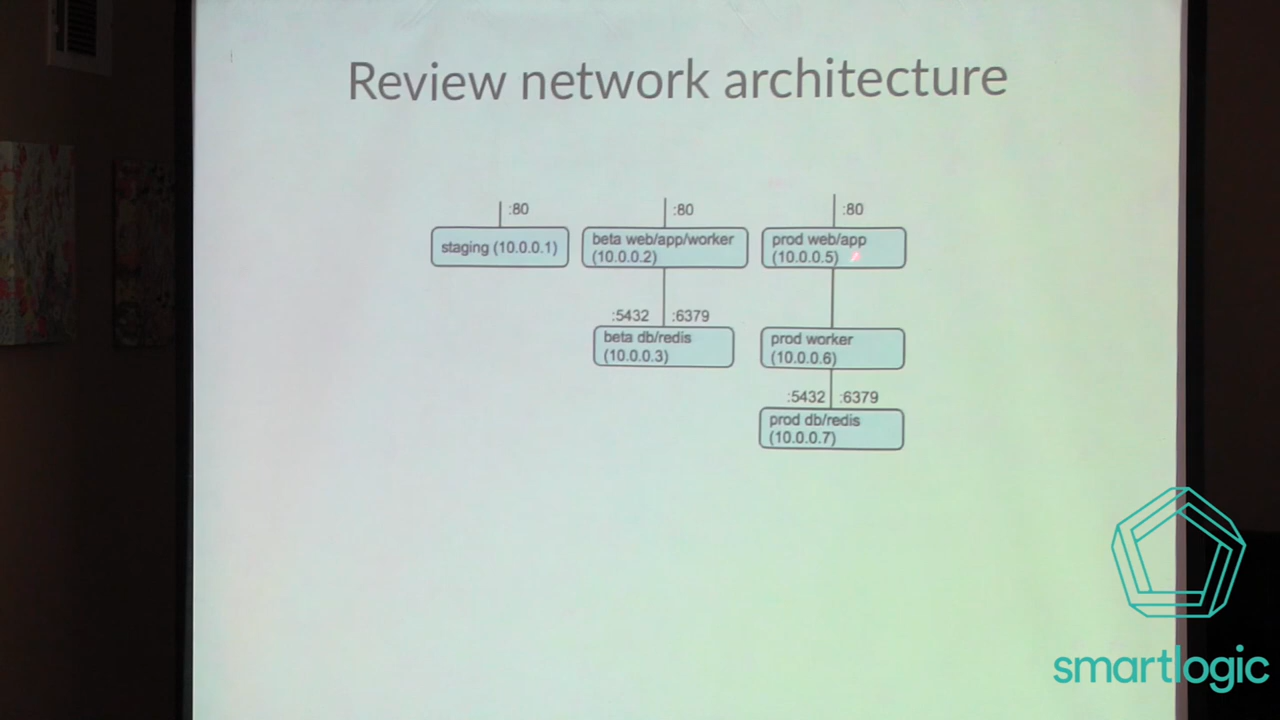 Review network architecture
:80
:80
:80
staging (10.0.0.1)
beta web/app/worker
(10.0.0.2)
prod web/app
(10.0.0.5)
:5432
:6379
beta db/redis
(10.0.0.3)
prod worker
(10.0.0.6)
:5432
:6379
prod db/redis
(10.0.0.7)
smartlogic